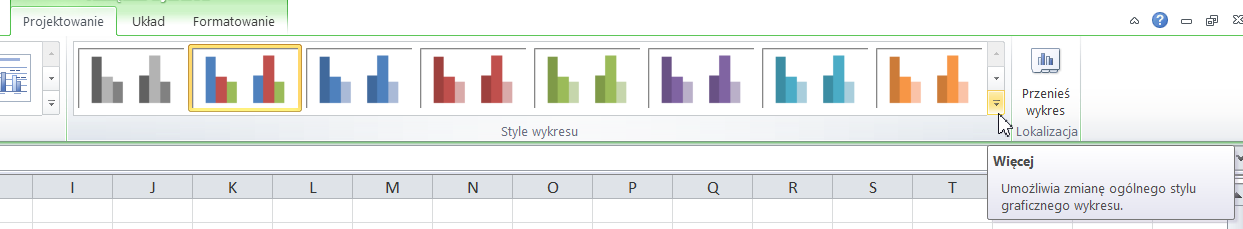 Projektowanie Układ Formatowanie
Przenieś
wykres
Style wykresu
Lokalizacja
Więcej
Umożliwia zmianę ogólnego stylu
graficznego wykresu.
I J K L M N O P Q R S T